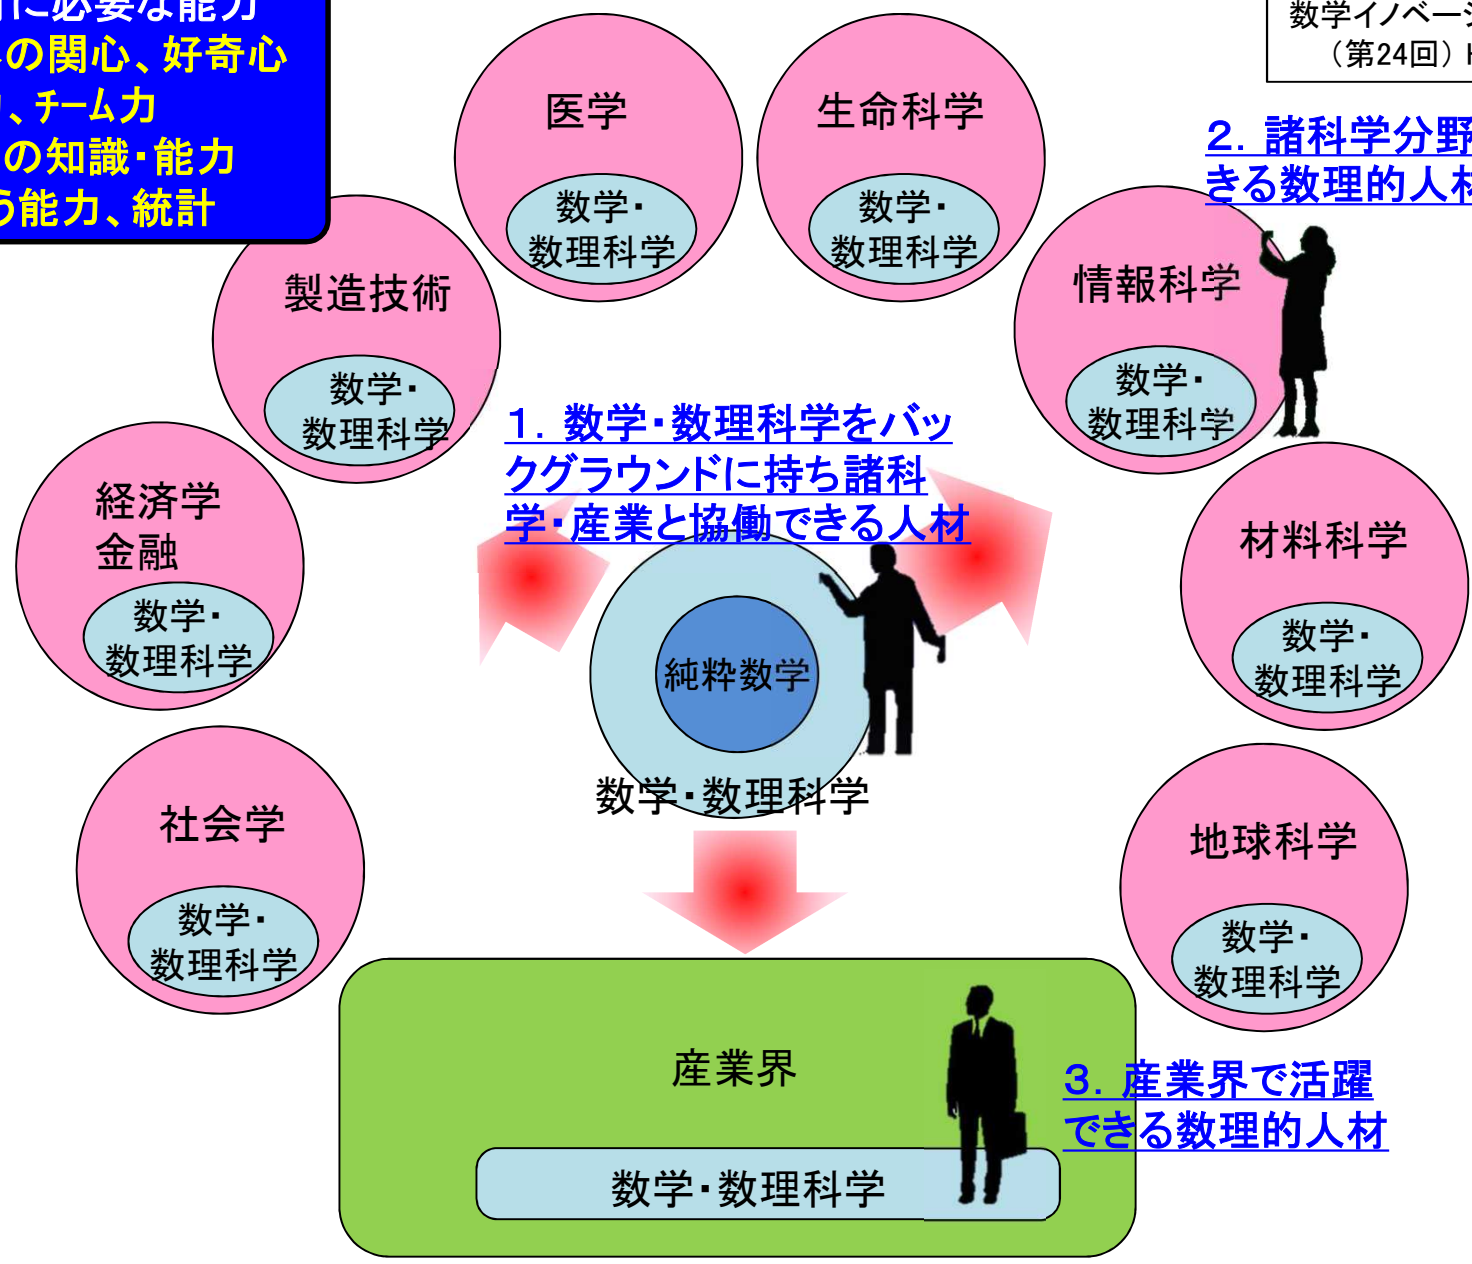 に必要な能力
の関心、好奇心
、チーム力
の知識・能力
う能力、統計
数学イノベーシ
（第24回）
医学
数学・
数理科学
生命科学
数学・
数理科学
２．諸科学分野
きる数理的人材
製造技術
数学・
数理科学
情報科学
数学・
数理科学
１．数学・数理科学をバッ
クグラウンドに持ち諸科
学・産業と協働できる人材
経済学
金融
数学・
数理科学
材料科学
数学・
数理科学
純粋数学
数学・数理科学
社会学
数学・
数理科学
地球科学
数学・
数理科学
産業界
数学・数理科学
３．産業界で活躍
できる数理的人材